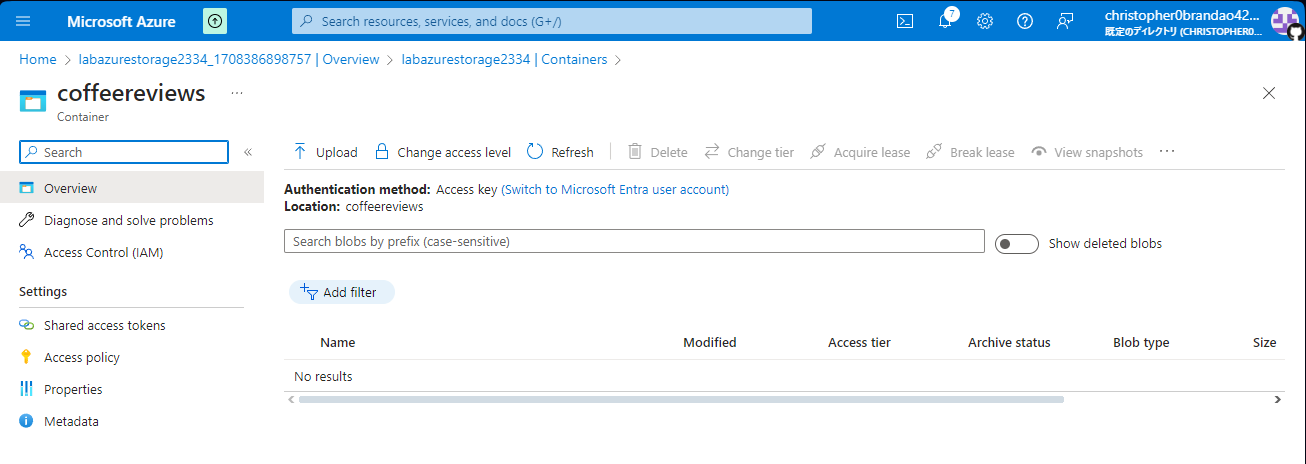 Microsoft Azure
Search resources, services, and docs (G+/)
7
christopher0brandao42...
既定のディレクトリ (CHRISTOPHER0...
Home > labazurestorage2334_1708386898757 | Overview > labazurestorage2334 | Containers >
coffeereviews ...
Container
Search
«
Overview
Diagnose and solve problems
Access Control (IAM)
Settings
Shared access tokens
Access policy
Properties
Metadata
Upload Change access level Refresh Delete Change tier Acquire lease Break lease View snapshots ...
Authentication method: Access key (Switch to Microsoft Entra user account)
Location: coffeereviews
Search blobs by prefix (case-sensitive)
Show deleted blobs
Add filter
Name Modified Access tier Archive status Blob type Size
No results